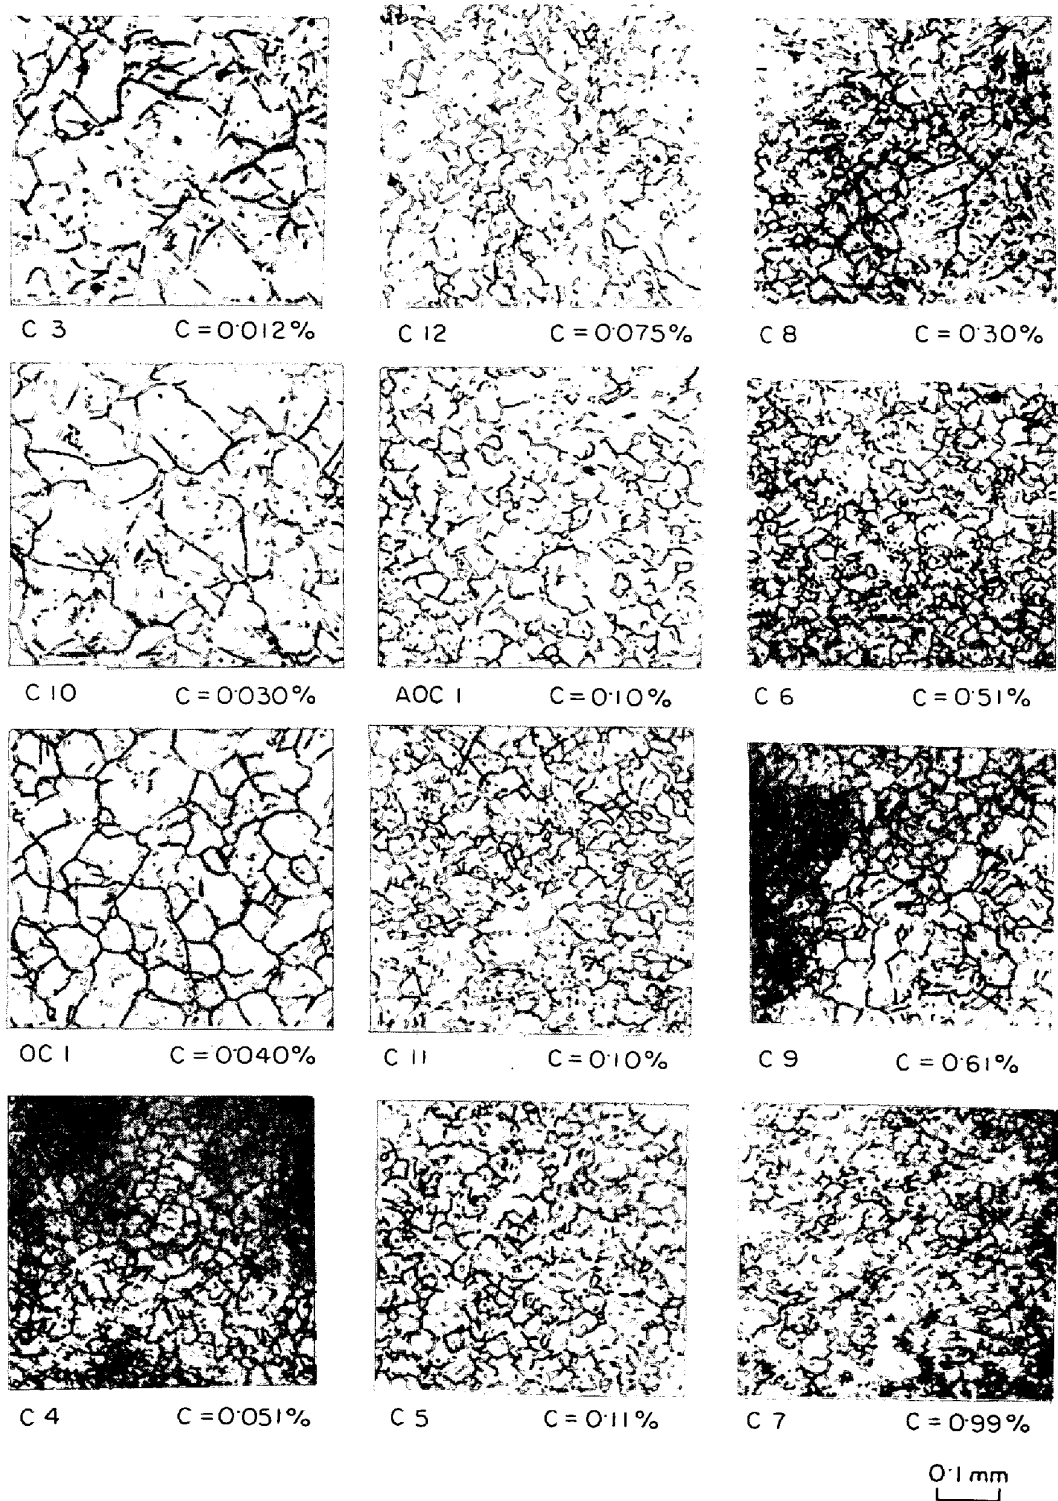 C 3 C = 0·012%
C 12 C = 0·075%
C 8 C = 0·30%
C 10 C = 0·030%
AOC 1 C = 0·10%
C 6 C = 0·51%
OC 1 C = 0·040%
C 11 C = 0·10%
C 9 C = 0·61%
C 4 C = 0·051%
C 5 C = 0·11%
C 7 C = 0·99%
0·1 mm